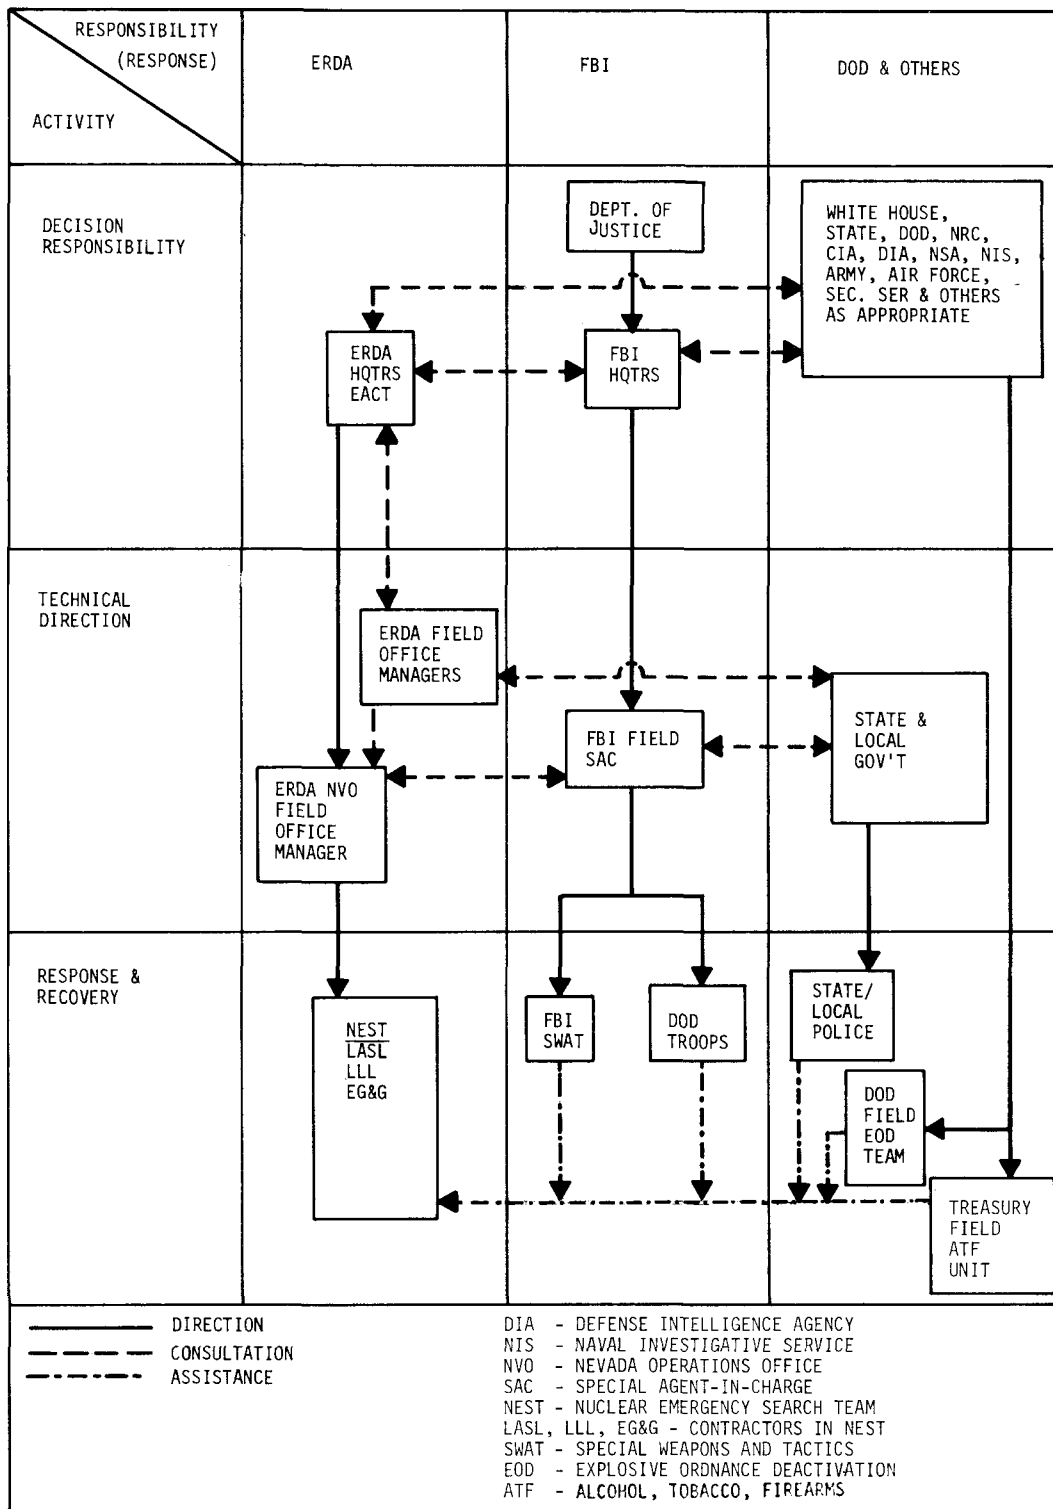 RESPONSIBILITY
(RESPONSE)
ACTIVITY
ERDA
FBI
DOD & OTHERS
DECISION
RESPONSIBILITY
DEPT. OF
JUSTICE
WHITE HOUSE,
STATE, DOD, NRC,
CIA, DIA, NSA, NIS,
ARMY, AIR FORCE,
SEC. SER & OTHERS
AS APPROPRIATE
ERDA
HQTRS
EACT
FBI
HQTRS
TECHNICAL
DIRECTION
ERDA FIELD
OFFICE
MANAGERS
FBI FIELD
SAC
STATE &
LOCAL
GOV'T
ERDA NVO
FIELD
OFFICE
MANAGER
RESPONSE &
RECOVERY
NEST
LASL
LLL
EG&G
FBI
SWAT
DOD
TROOPS
STATE/
LOCAL
POLICE
DOD
FIELD
EOD
TEAM
TREASURY
FIELD
ATF
UNIT
DIRECTION
CONSULTATION
ASSISTANCE
DIA - DEFENSE INTELLIGENCE AGENCY
NIS - NAVAL INVESTIGATIVE SERVICE
NVO - NEVADA OPERATIONS OFFICE
SAC - SPECIAL AGENT-IN-CHARGE
NEST - NUCLEAR EMERGENCY SEARCH TEAM
LASL, LLL, EG&G - CONTRACTORS IN NEST
SWAT - SPECIAL WEAPONS AND TACTICS
EOD - EXPLOSIVE ORDNANCE DEACTIVATION
ATF - ALCOHOL, TOBACCO, FIREARMS